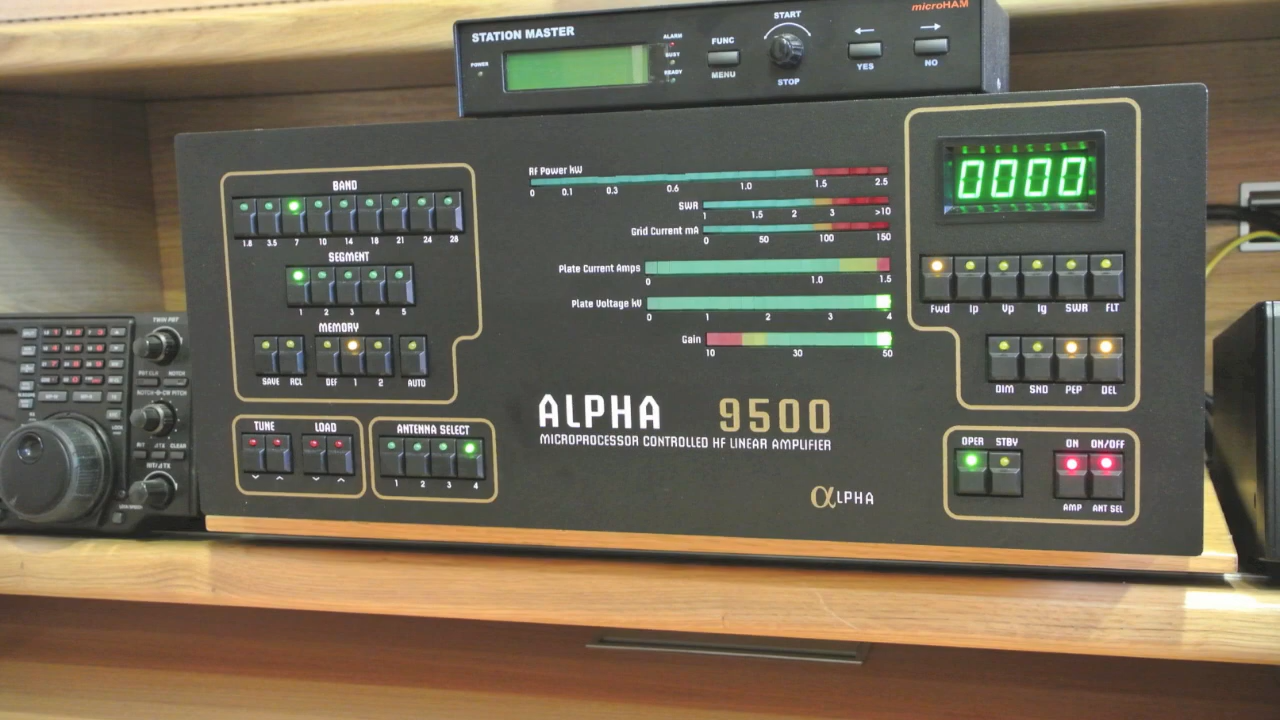 microHAM
STATION MASTER
START
ALARM
FUNC
BUSY
POWER
READY
MENU
STOP
YES
NO
BAND
1.8 3.5 7 10 14 18 21 24 28
SEGMENT
1 2 3 4 5
MEMORY
SAVE RCL DEF 1 2 AUTO
TUNE LOAD
ANTENNA SELECT
1 2 3 4
RF Power kW
0 0.1 0.3 0.6 1.0 1.5 2.5
SWR
1 1.5 2 3 >10
Grid Current mA
0 50 100 150
Plate Current Amps
0 1.0 1.5
Plate Voltage kV
0 1 2 3 4
Gain
10 30 50
ALPHA 9500
MICROPROCESSOR CONTROLLED HF LINEAR AMPLIFIER
αLPHA
0000
Fwd Ip Vp Ig SWR FLT
DIM SND PEP DEL
OPER STBY ON ON/OFF
AMP ANT SEL
TWIN PBT
NOTCH
CLEAR
LOCK